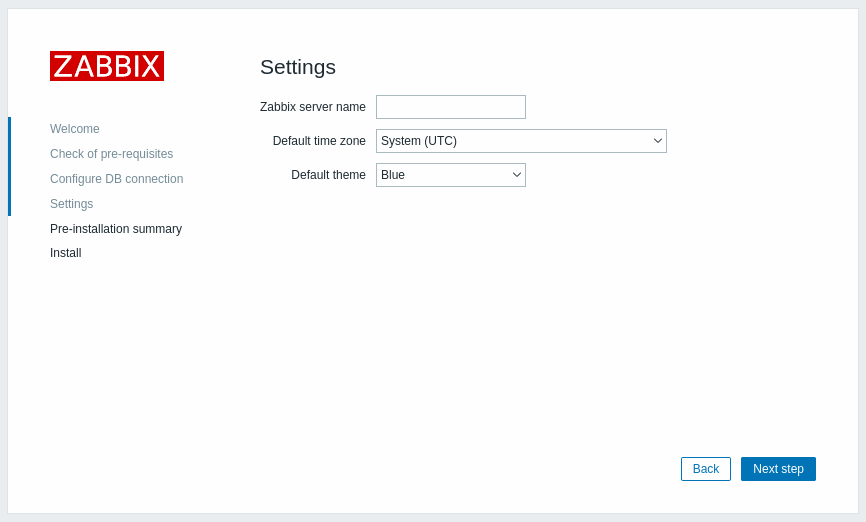 ZABBIX
Welcome
Check of pre-requisites
Configure DB connection
Settings
Pre-installation summary
Install
Settings
Zabbix server name
Default time zone System (UTC)
Default theme Blue
Back Next step